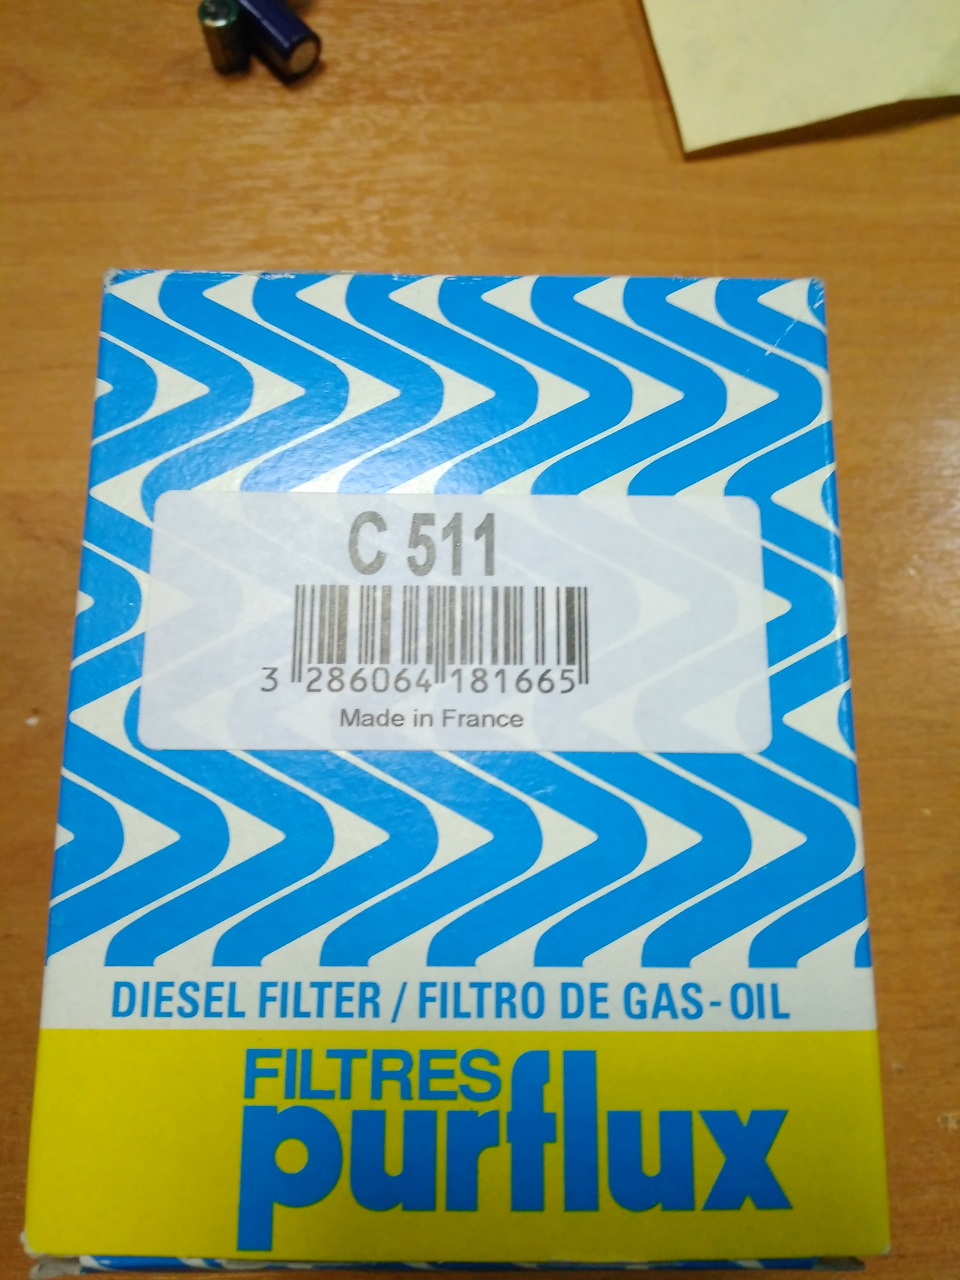 C 511
3 286064 181665
Made in France
DIESEL FILTER / FILTRO DE GAS-OIL
FILTRES
purflux